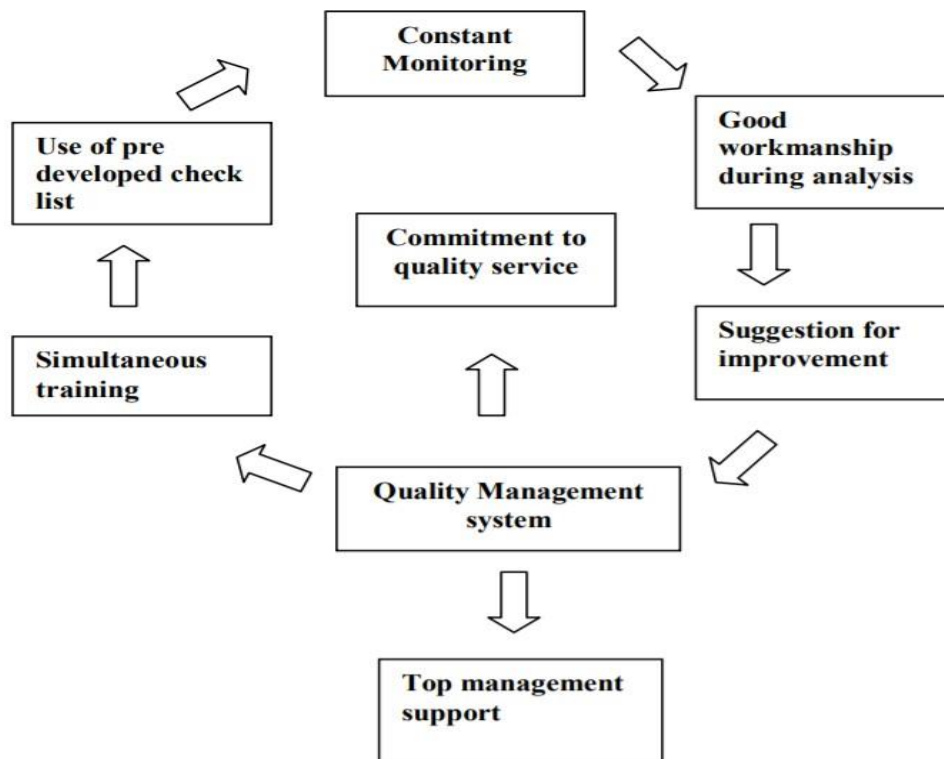 Constant
Monitoring
Good
workmanship
during analysis
Use of pre
developed check
list
Commitment to
quality service
Suggestion for
improvement
Simultaneous
training
Quality Management
system
Top management
support